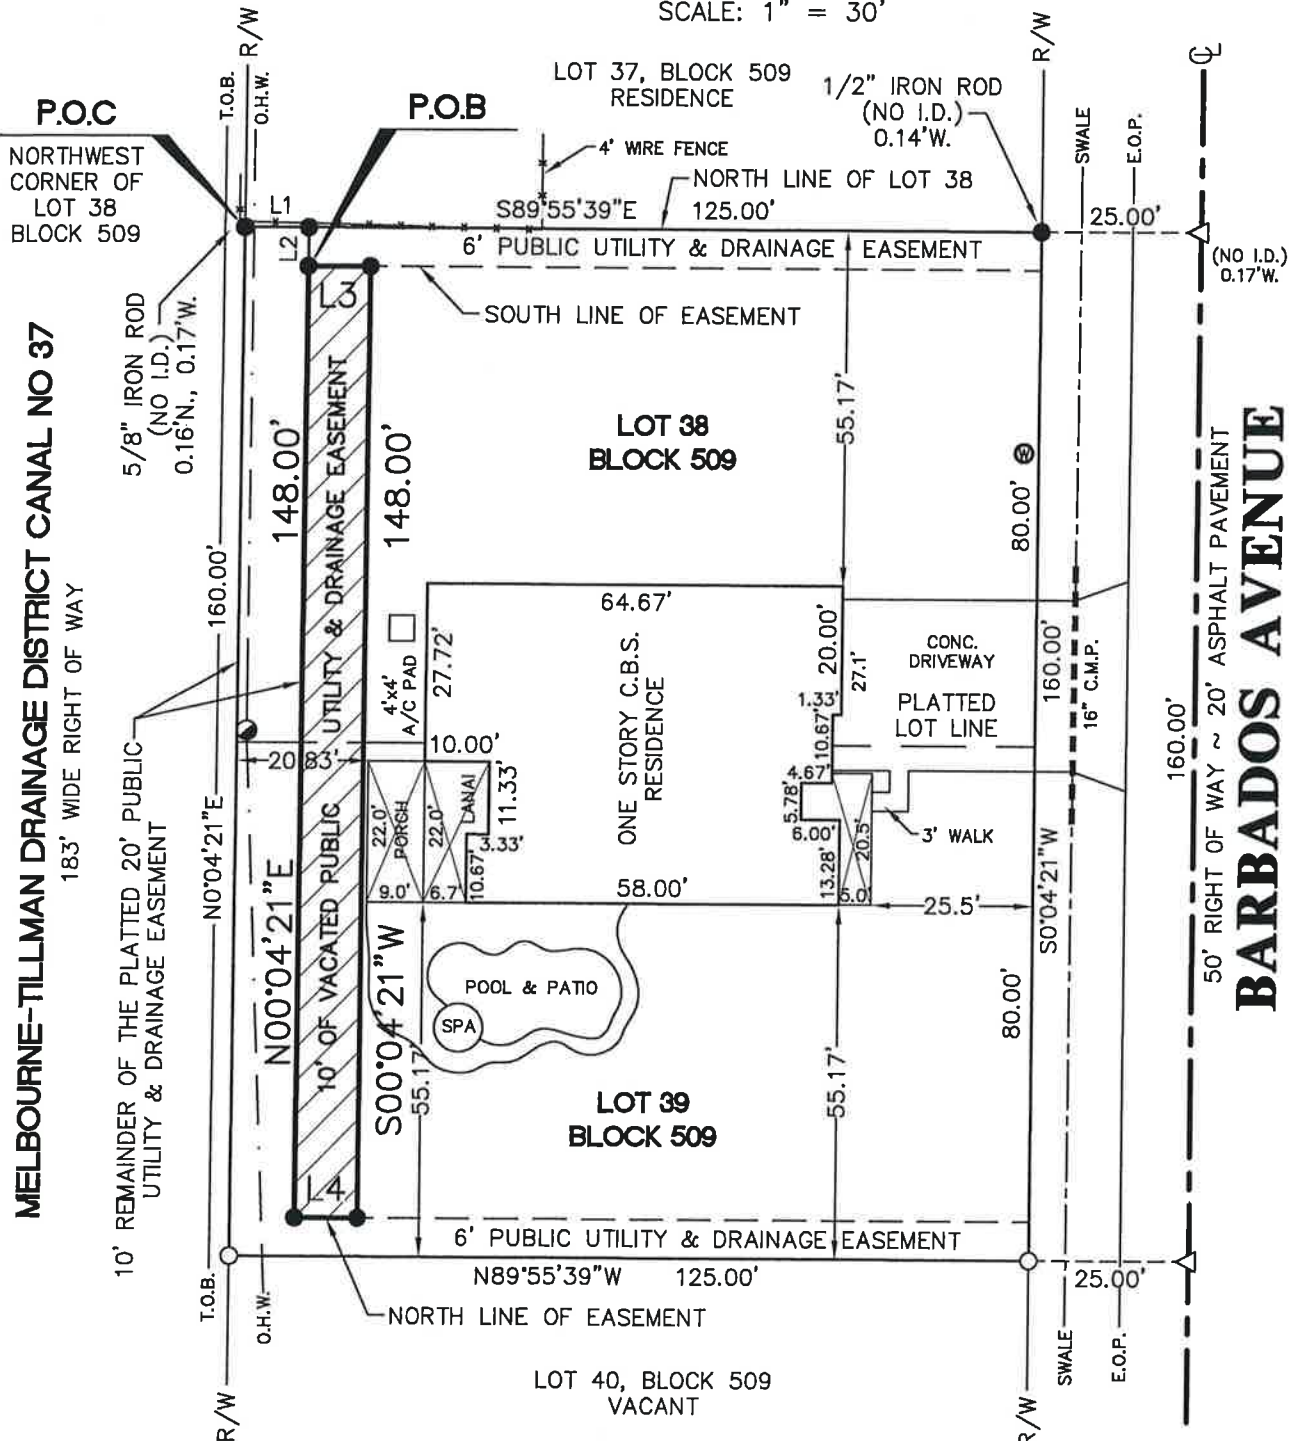 SCALE: 1" = 30'
R/W
R/W
T.O.B.
O.H.W.
LOT 37, BLOCK 509
RESIDENCE
1/2" IRON ROD
(NO I.D.)
0.14'W.
SWALE
E.O.P.
P.O.C
P.O.B
NORTHWEST
CORNER OF
LOT 38
BLOCK 509
4' WIRE FENCE
NORTH LINE OF LOT 38
L1
S89°55'39"E 125.00'
25.00'
L2
6' PUBLIC UTILITY & DRAINAGE EASEMENT
(NO I.D.)
0.17'W.
L3
SOUTH LINE OF EASEMENT
5/8" IRON ROD
(NO I.D.)
0.16'N., 0.17'W.
MELBOURNE-TILLMAN DRAINAGE DISTRICT CANAL NO 37
183' WIDE RIGHT OF WAY
10' REMAINDER OF THE PLATTED 20' PUBLIC
UTILITY & DRAINAGE EASEMENT
N0°04'21"E 160.00'
148.00'
N00°04'21"E
10' OF VACATED PUBLIC UTILITY & DRAINAGE EASEMENT
148.00'
S00°04'21"W
LOT 38
BLOCK 509
55.17'
80.00'
64.67'
4'x4'
A/C PAD
27.72'
ONE STORY C.B.S.
RESIDENCE
20.00'
27.1'
CONC.
DRIVEWAY
PLATTED
LOT LINE
160.00'
16" C.M.P.
1.33'
10.67'
10.00'
20.83'
4.67'
5.78'
22.0'
PORCH
22.0'
LANAI
11.33'
3.33'
6.00'
20.5'
3' WALK
9.0'
6.7'
10.67'
58.00'
13.28'
5.0'
25.5'
S0°04'21"W
POOL & PATIO
SPA
55.17'
55.17'
80.00'
LOT 39
BLOCK 509
160.00'
50' RIGHT OF WAY ~ 20' ASPHALT PAVEMENT
BARBADOS AVENUE
L4
6' PUBLIC UTILITY & DRAINAGE EASEMENT
N89°55'39"W 125.00'
25.00'
T.O.B.
O.H.W.
NORTH LINE OF EASEMENT
SWALE
E.O.P.
LOT 40, BLOCK 509
VACANT
R/W
R/W